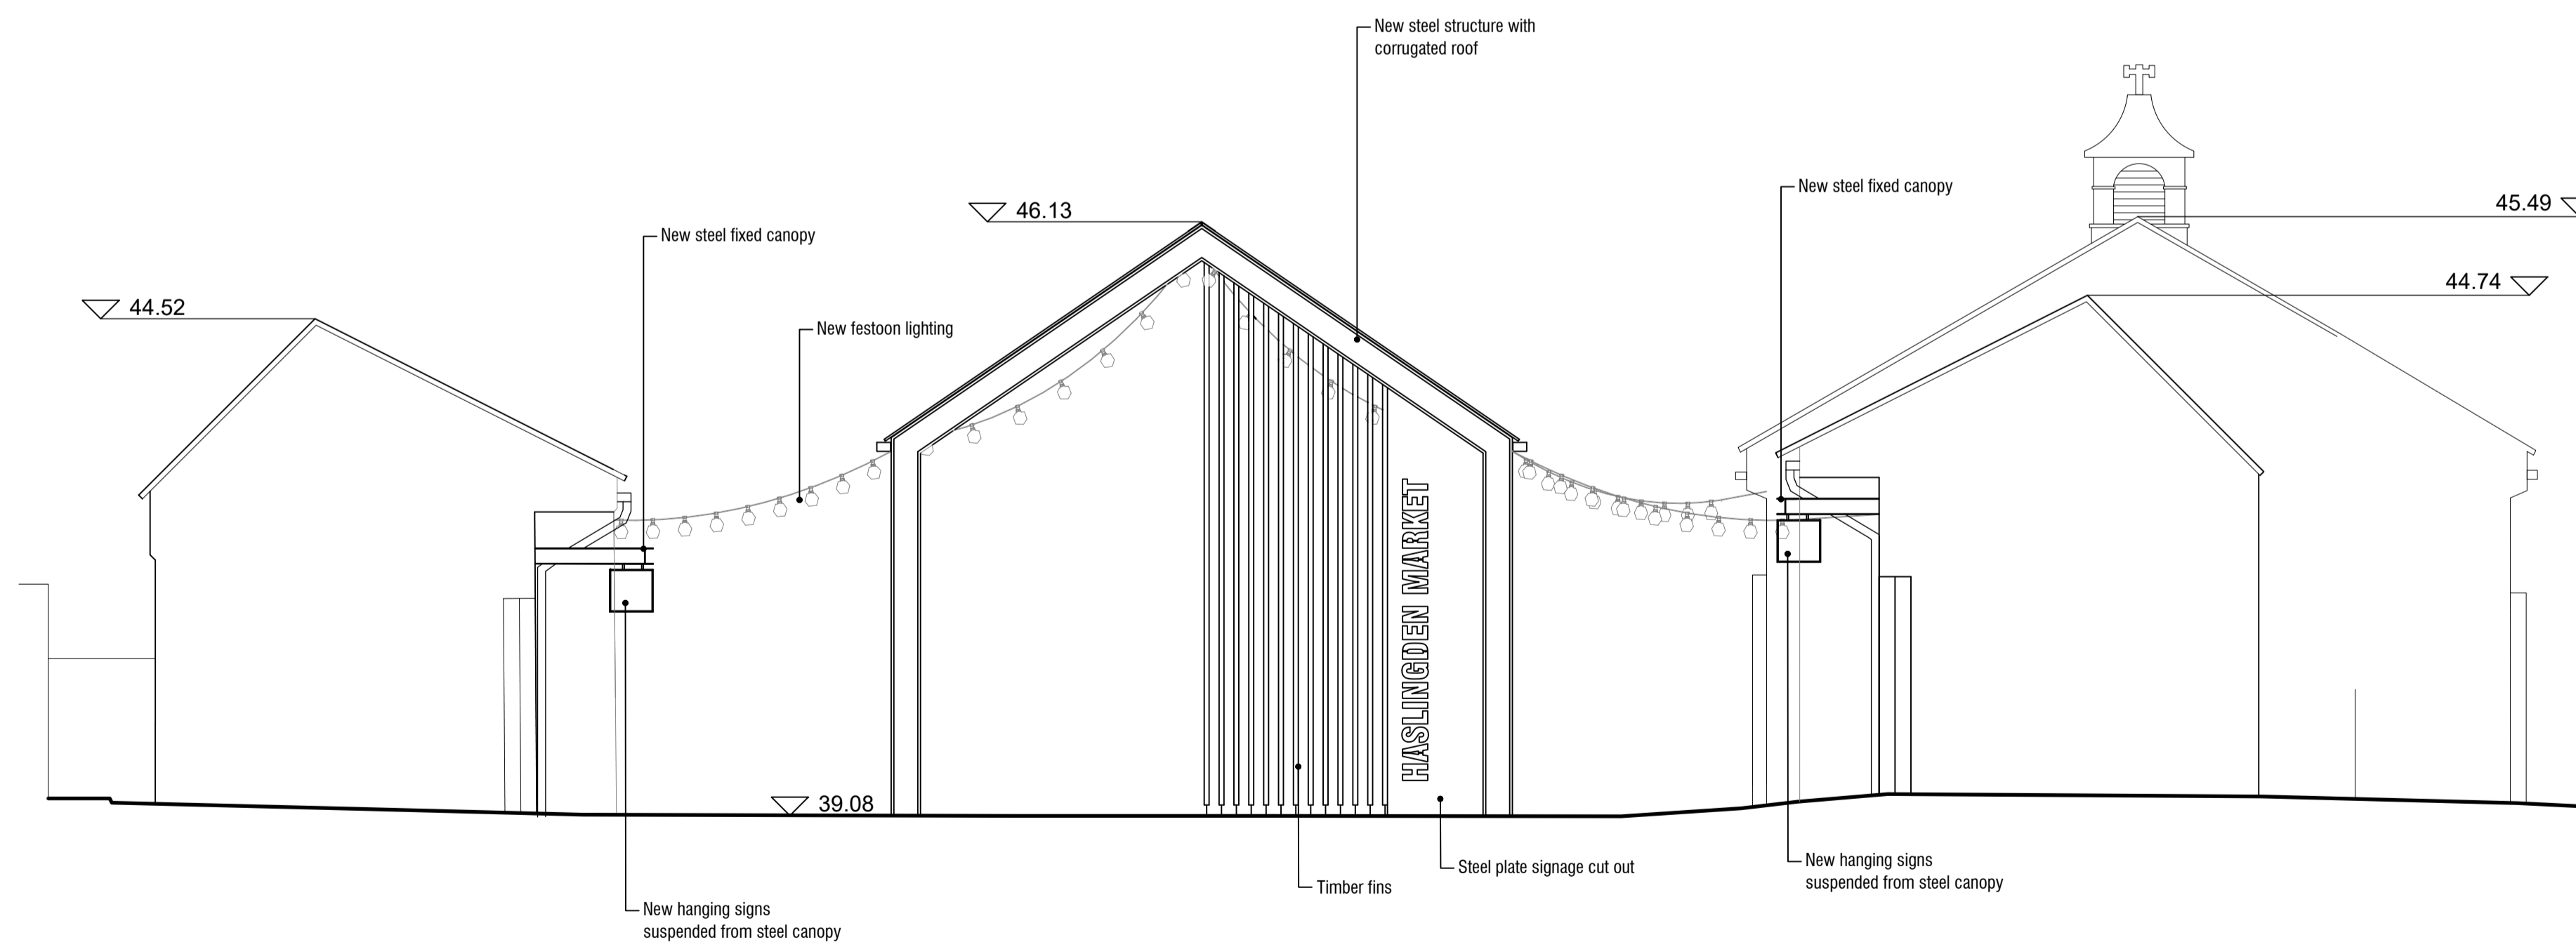 New steel structure with
corrugated roof
New steel fixed canopy
45.49
46.13
New steel fixed canopy
44.74
44.52
New festoon lighting
HASLINGDEN MARKET
39.08
Steel plate signage cut out
Timber fins
New hanging signs
suspended from steel canopy
New hanging signs
suspended from steel canopy